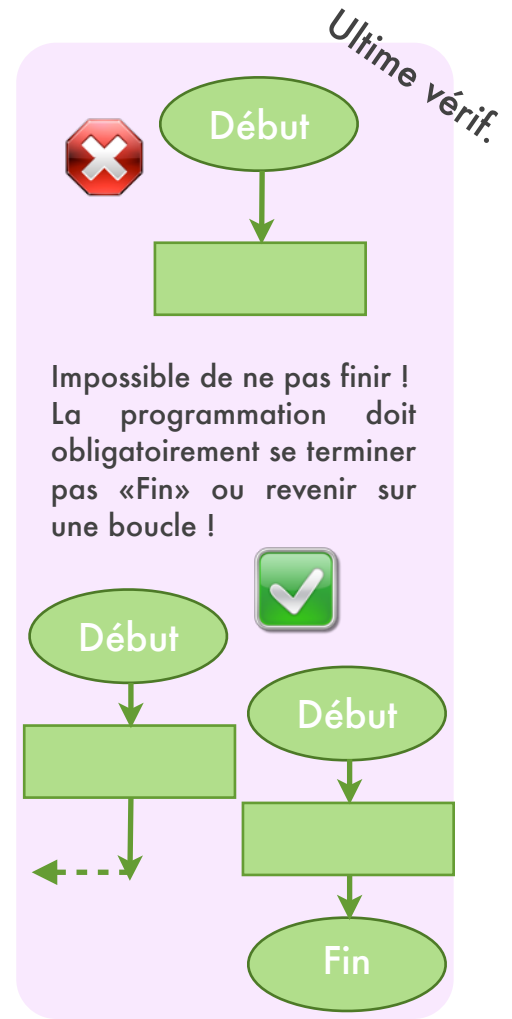 Ultime vérif.
Début
Impossible de ne pas finir !
La programmation doit
obligatoirement se terminer
pas «Fin» ou revenir sur
une boucle !
Début
Début
Fin